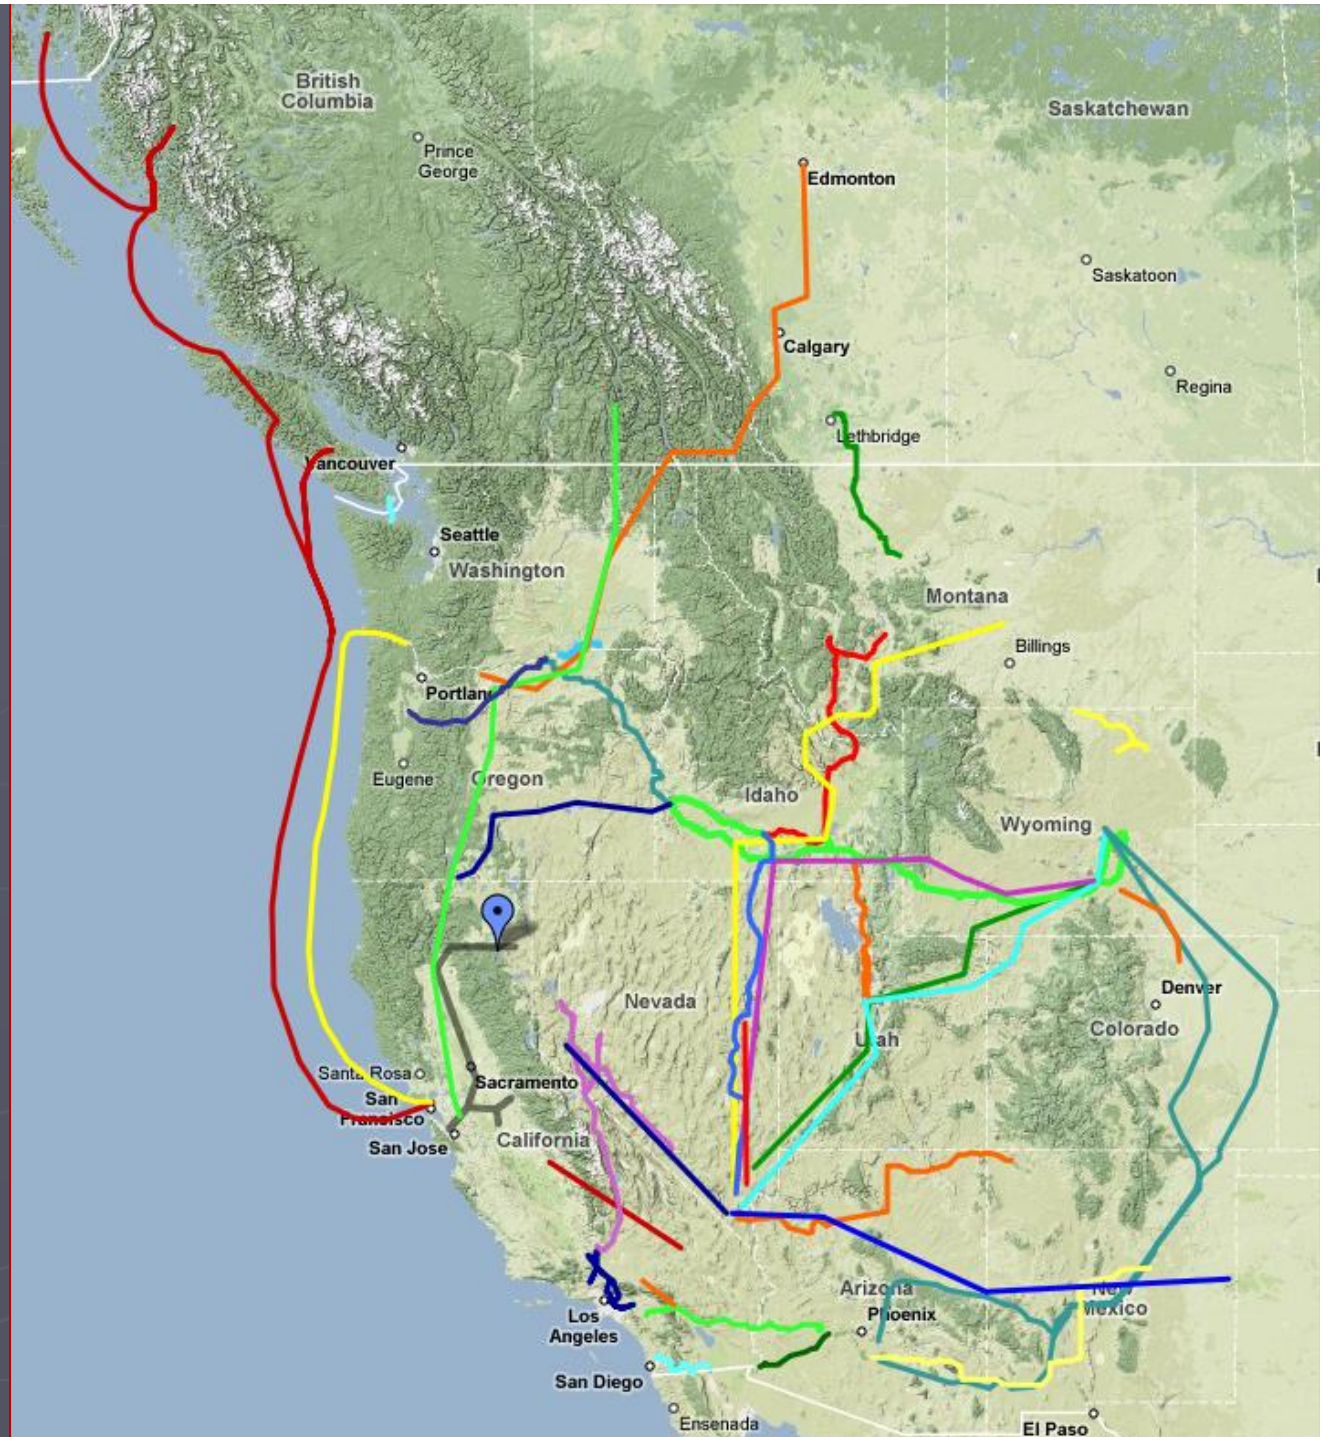 British
Columbia
Saskatchewan
Prince
George
Edmonton
Saskatoon
Calgary
Regina
Lethbridge
Vancouver
Seattle
Washington
Montana
Billings
Portlan
Eugene
Oregon
Idaho
Wyoming
Nevada
Denver
Colorado
Utah
Santa Rosa
Sacramento
San
Francisco
San Jose
California
Arizona
New
Mexico
Phoenix
Los
Angeles
San Diego
Ensenada
El Paso